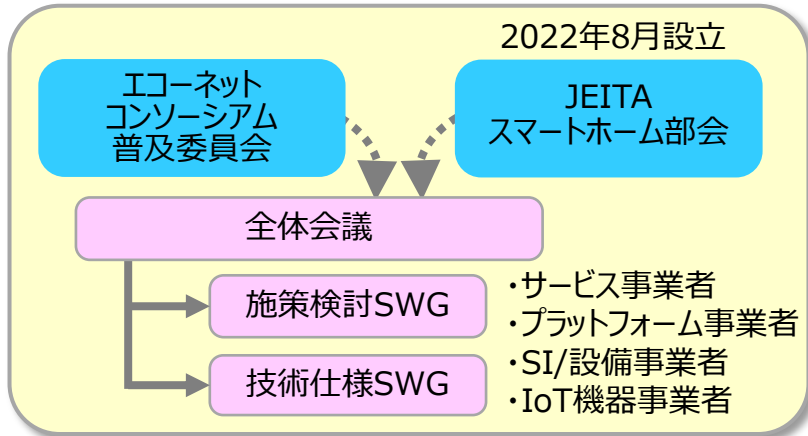 2022年8月設立
エコーネット
コンソーシアム
普及委員会
JEITA
スマートホーム部会
全体会議
施策検討SWG
技術仕様SWG
・サービス事業者
・プラットフォーム事業者
・SI/設備事業者
・IoT機器事業者